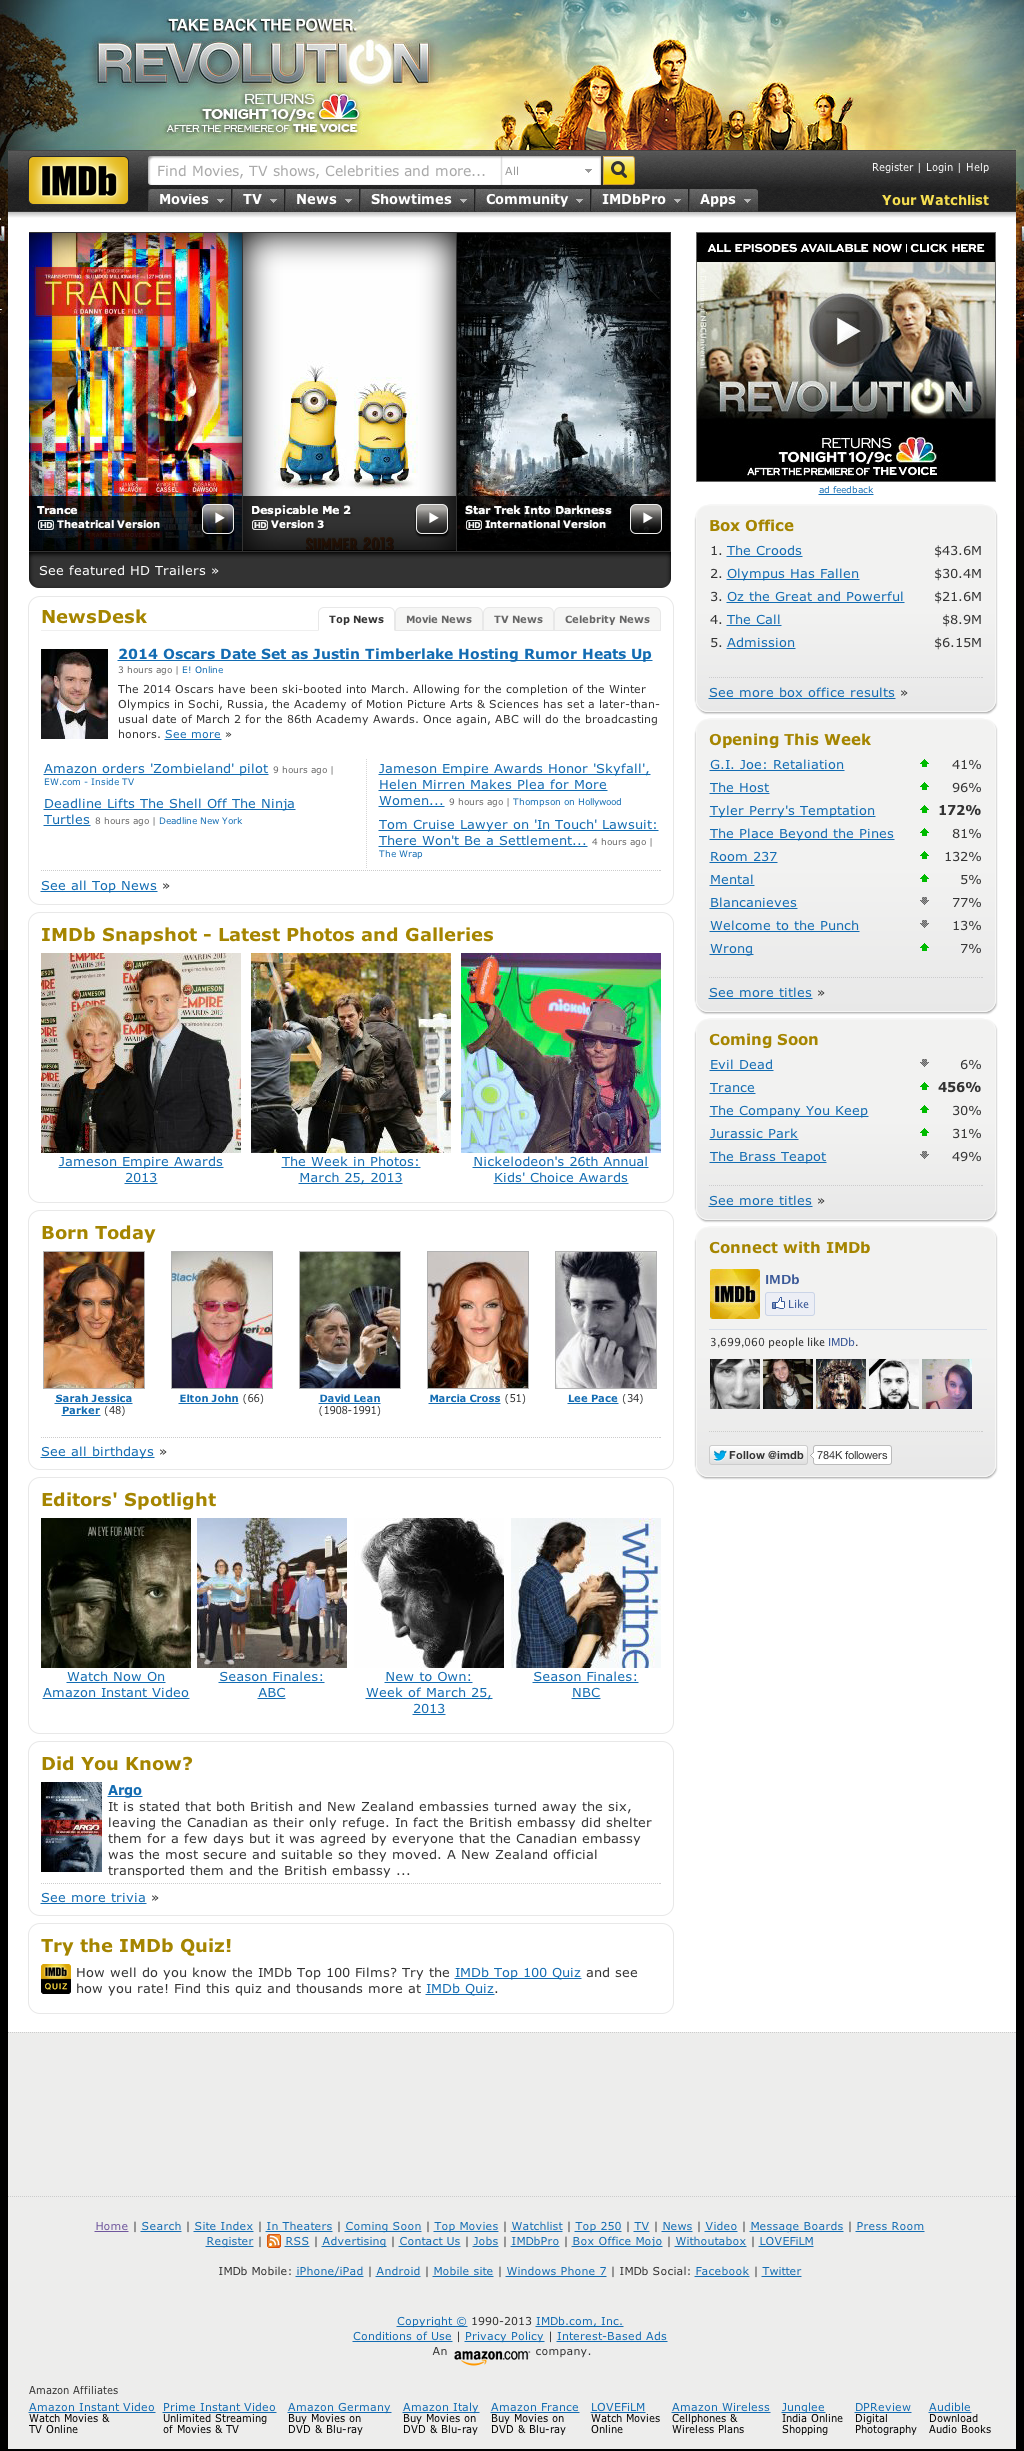 TAKE BACK THE POWER.
REVOLUTION
RETURNS
TONIGHT 10/9c
AFTER THE PREMIERE OF THE VOICE
IMDb
Find Movies, TV shows, Celebrities and more...
All
Register | Login | Help
Movies TV News Showtimes Community IMDbPro Apps
Your Watchlist
TRANCE
A DANNY BOYLE FILM
JAMES McAVOY VINCENT CASSEL ROSARIO DAWSON
Trance
HD Theatrical Version
Despicable Me 2
HD Version 3
SUMMER 2013
Star Trek Into Darkness
HD International Version
See featured HD Trailers »
ALL EPISODES AVAILABLE NOW | CLICK HERE
REVOLUTION
RETURNS
TONIGHT 10/9c
AFTER THE PREMIERE OF THE VOICE
ad feedback
NewsDesk
Top News Movie News TV News Celebrity News
2014 Oscars Date Set as Justin Timberlake Hosting Rumor Heats Up
3 hours ago | E! Online
The 2014 Oscars have been ski-booted into March. Allowing for the completion of the Winter
Olympics in Sochi, Russia, the Academy of Motion Picture Arts & Sciences has set a later-than-
usual date of March 2 for the 86th Academy Awards. Once again, ABC will do the broadcasting
honors. See more »
Amazon orders 'Zombieland' pilot 9 hours ago |
EW.com - Inside TV
Deadline Lifts The Shell Off The Ninja
Turtles 8 hours ago | Deadline New York
Jameson Empire Awards Honor 'Skyfall',
Helen Mirren Makes Plea for More
Women... 9 hours ago | Thompson on Hollywood
Tom Cruise Lawyer on 'In Touch' Lawsuit:
There Won't Be a Settlement... 4 hours ago |
The Wrap
See all Top News »
IMDb Snapshot - Latest Photos and Galleries
JAMESON
EMPIRE
AWARDS 2013
nickelo
Jameson Empire Awards
2013
The Week in Photos:
March 25, 2013
Nickelodeon's 26th Annual
Kids' Choice Awards
Born Today
Sarah Jessica
Parker (48)
Elton John (66)
David Lean
(1908-1991)
Marcia Cross (51)
Lee Pace (34)
See all birthdays »
Editors' Spotlight
AN EYE FOR AN EYE
whitne
Watch Now On
Amazon Instant Video
Season Finales:
ABC
New to Own:
Week of March 25,
2013
Season Finales:
NBC
Did You Know?
ARGO
Argo
It is stated that both British and New Zealand embassies turned away the six,
leaving the Canadian as their only refuge. In fact the British embassy did shelter
them for a few days but it was agreed by everyone that the Canadian embassy
was the most secure and suitable so they moved. A New Zealand official
transported them and the British embassy ...
See more trivia »
Try the IMDb Quiz!
IMDb
QUIZ
How well do you know the IMDb Top 100 Films? Try the IMDb Top 100 Quiz and see
how you rate! Find this quiz and thousands more at IMDb Quiz.
Box Office
1. The Croods $43.6M
2. Olympus Has Fallen $30.4M
3. Oz the Great and Powerful $21.6M
4. The Call $8.9M
5. Admission $6.15M
See more box office results »
Opening This Week
G.I. Joe: Retaliation 41%
The Host 96%
Tyler Perry's Temptation 172%
The Place Beyond the Pines 81%
Room 237 132%
Mental 5%
Blancanieves 77%
Welcome to the Punch 13%
Wrong 7%
See more titles »
Coming Soon
Evil Dead 6%
Trance 456%
The Company You Keep 30%
Jurassic Park 31%
The Brass Teapot 49%
See more titles »
Connect with IMDb
IMDb
IMDb
Like
3,699,060 people like IMDb.
Follow @imdb 784K followers
Home | Search | Site Index | In Theaters | Coming Soon | Top Movies | Watchlist | Top 250 | TV | News | Video | Message Boards | Press Room
Register | RSS | Advertising | Contact Us | Jobs | IMDbPro | Box Office Mojo | Withoutabox | LOVEFiLM
IMDb Mobile: iPhone/iPad | Android | Mobile site | Windows Phone 7 | IMDb Social: Facebook | Twitter
Copyright © 1990-2013 IMDb.com, Inc.
Conditions of Use | Privacy Policy | Interest-Based Ads
An amazon.com company.
Amazon Affiliates
Amazon Instant Video
Watch Movies &
TV Online
Prime Instant Video
Unlimited Streaming
of Movies & TV
Amazon Germany
Buy Movies on
DVD & Blu-ray
Amazon Italy
Buy Movies on
DVD & Blu-ray
Amazon France
Buy Movies on
DVD & Blu-ray
LOVEFiLM
Watch Movies
Online
Amazon Wireless
Cellphones &
Wireless Plans
Junglee
India Online
Shopping
DPReview
Digital
Photography
Audible
Download
Audio Books